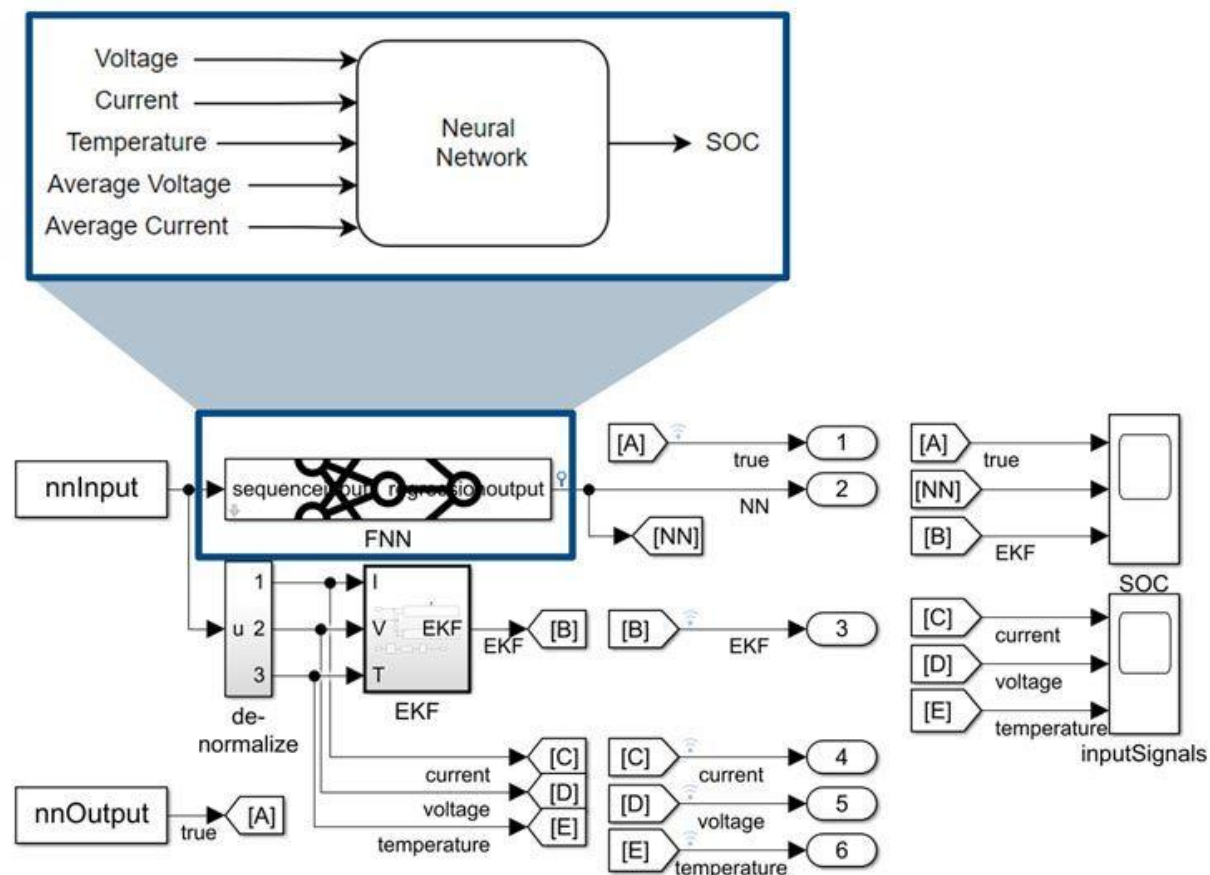 Voltage
Current
Temperature
Average Voltage
Average Current
Neural
Network
SOC
nnInput
sequenceinput regressionoutput
FNN
[A]
true
1
NN
2
[NN]
[A]
true
[NN]
[B]
EKF
SOC
u
1
2
3
de-
normalize
I
V
T
EKF
EKF
EKF
[B]
[B]
EKF
3
[C]
current
[D]
voltage
[E]
temperature
inputSignals
nnOutput
true
[A]
current
[C]
voltage
[D]
temperature
[E]
[C]
current
4
[D]
voltage
5
[E]
temperature
6